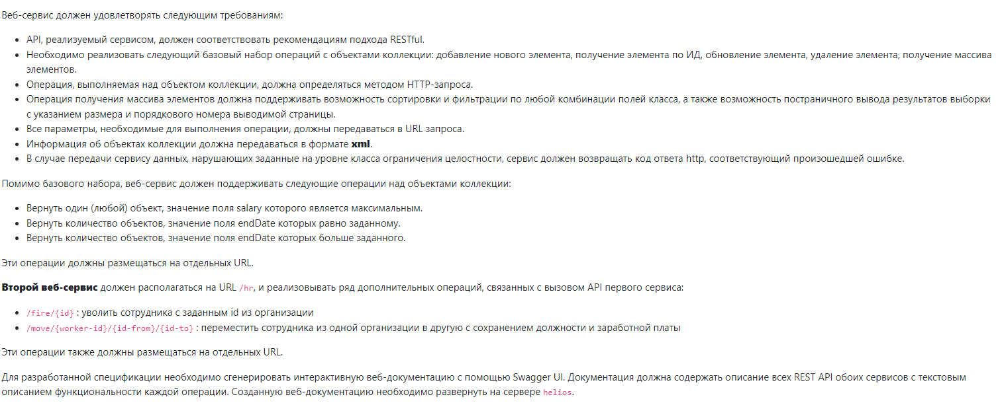 Веб-сервис должен удовлетворять следующим требованиям:
API, реализуемый сервисом, должен соответствовать рекомендациям подхода RESTful.
Необходимо реализовать следующий базовый набор операций с объектами коллекции: добавление нового элемента, получение элемента по ИД, обновление элемента, удаление элемента, получение массива
элементов.
Операция, выполняемая над объектом коллекции, должна определяться методом HTTP-запроса.
Операция получения массива элементов должна поддерживать возможность сортировки и фильтрации по любой комбинации полей класса, а также возможность постраничного вывода результатов выборки
с указанием размера и порядкового номера выводимой страницы.
Все параметры, необходимые для выполнения операции, должны передаваться в URL запроса.
Информация об объектах коллекции должна передаваться в формате xml.
В случае передачи сервису данных, нарушающих заданные на уровне класса ограничения целостности, сервис должен возвращать код ответа http, соответствующий произошедшей ошибке.
Помимо базового набора, веб-сервис должен поддерживать следующие операции над объектами коллекции:
Вернуть один (любой) объект, значение поля salary которого является максимальным.
Вернуть количество объектов, значение поля endDate которых равно заданному.
Вернуть количество объектов, значение поля endDate которых больше заданного.
Эти операции должны размещаться на отдельных URL.
Второй веб-сервис должен располагаться на URL /hr, и реализовывать ряд дополнительных операций, связанных с вызовом API первого сервиса:
/fire/{id} : уволить сотрудника с заданным id из организации
/move/{worker-id}/{id-from}/{id-to} : переместить сотрудника из одной организации в другую с сохранением должности и заработной платы
Эти операции также должны размещаться на отдельных URL.
Для разработанной спецификации необходимо сгенерировать интерактивную веб-документацию с помощью Swagger UI. Документация должна содержать описание всех REST API обоих сервисов с текстовым
описанием функциональности каждой операции. Созданную веб-документацию необходимо развернуть на сервере helios.